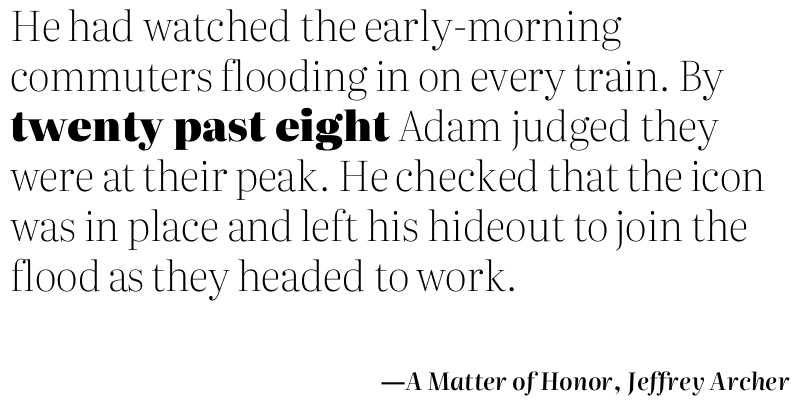 He had watched the early-morning
commuters flooding in on every train. By
twenty past eight Adam judged they
were at their peak. He checked that the icon
was in place and left his hideout to join the
flood as they headed to work.
—A Matter of Honor, Jeffrey Archer